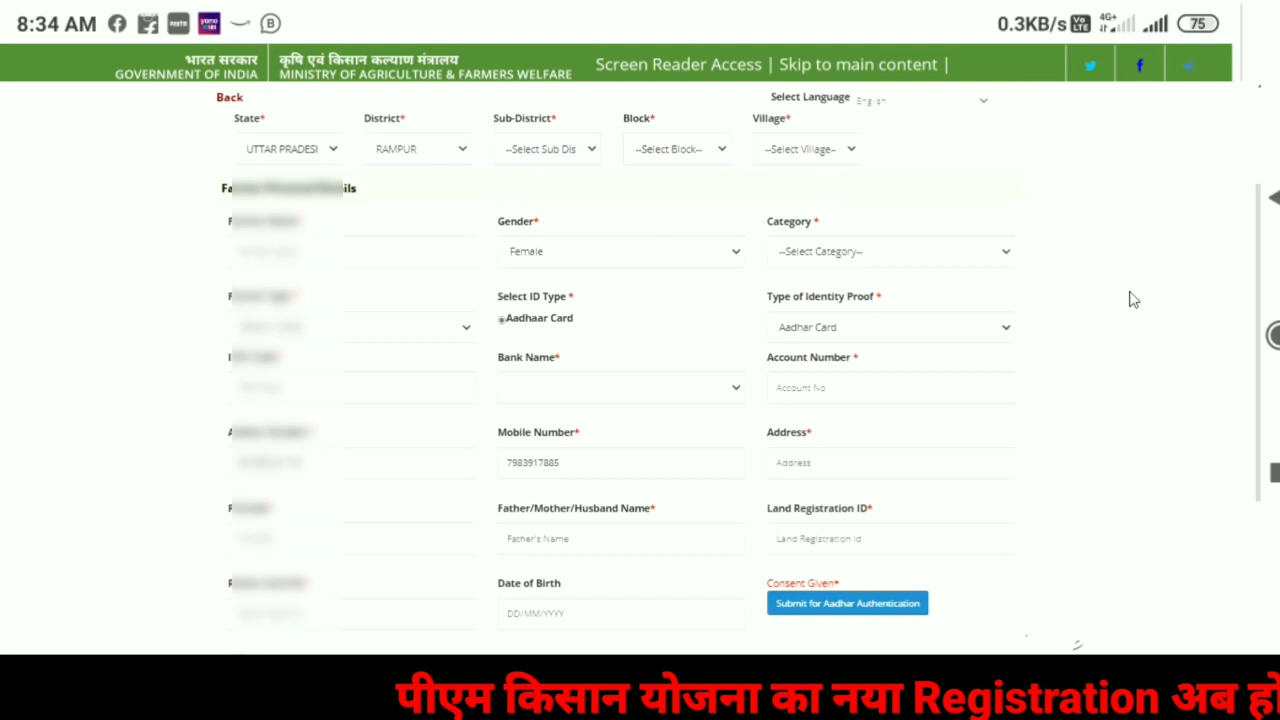 8:34 AM 0.3KB/s Vo LTE 4G+ 75
भारत सरकार
GOVERNMENT OF INDIA
कृषि एवं किसान कल्याण मंत्रालय
MINISTRY OF AGRICULTURE & FARMERS WELFARE
Screen Reader Access | Skip to main content |
Back Select Language English
State* District* Sub-District* Block* Village*
UTTAR PRADESI RAMPUR --Select Sub Dis --Select Block-- --Select Village--
Gender* Category *
Female --Select Category--
Select ID Type * Type of Identity Proof *
Aadhaar Card Aadhar Card
Bank Name* Account Number *
Account No
Mobile Number* Address*
7983917885 Address
Father/Mother/Husband Name* Land Registration ID*
Father's Name Land Registration Id
Date of Birth Consent Given*
DD/MM/YYYY Submit for Aadhar Authentication
पीएम किसान योजना का नया Registration अब हो